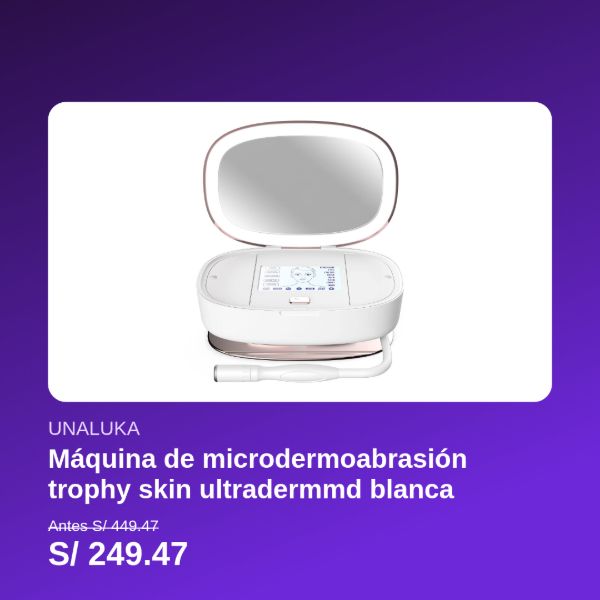 UNALUKA
Máquina de microdermoabrasión
trophy skin ultradermmd blanca
Antes S/ 449.47
S/ 249.47